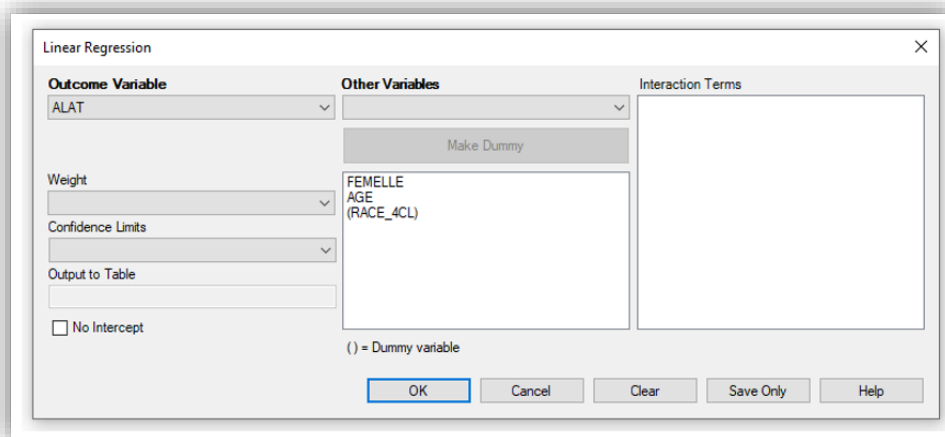 Linear Regression
Outcome Variable
ALAT
Weight
Confidence Limits
Output to Table
No Intercept
Other Variables
Make Dummy
FEMELLE
AGE
(RACE_4CL)
( ) = Dummy variable
Interaction Terms
OK
Cancel
Clear
Save Only
Help